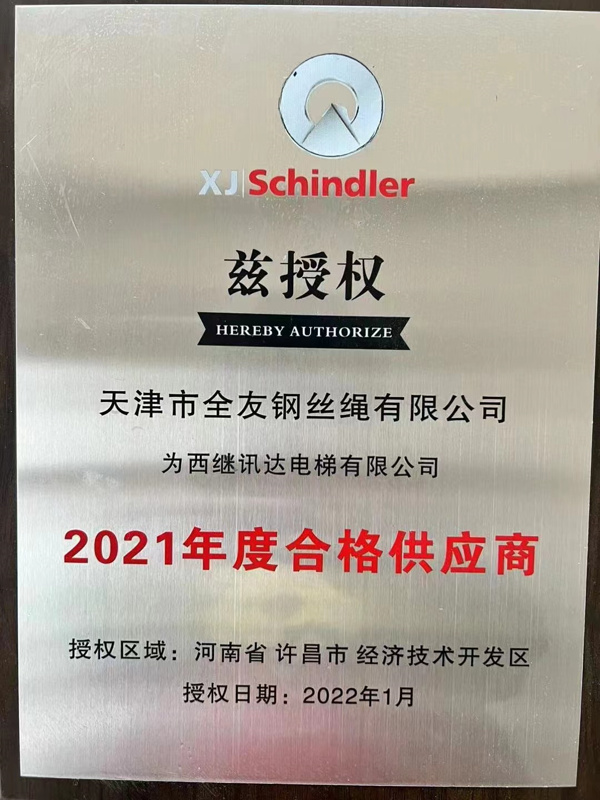 XJ Schindler
兹授权
HEREBY AUTHORIZE
天津市全友钢丝绳有限公司
为西继讯达电梯有限公司
2021年度合格供应商
授权区域：河南省 许昌市 经济技术开发区
授权日期：2022年1月